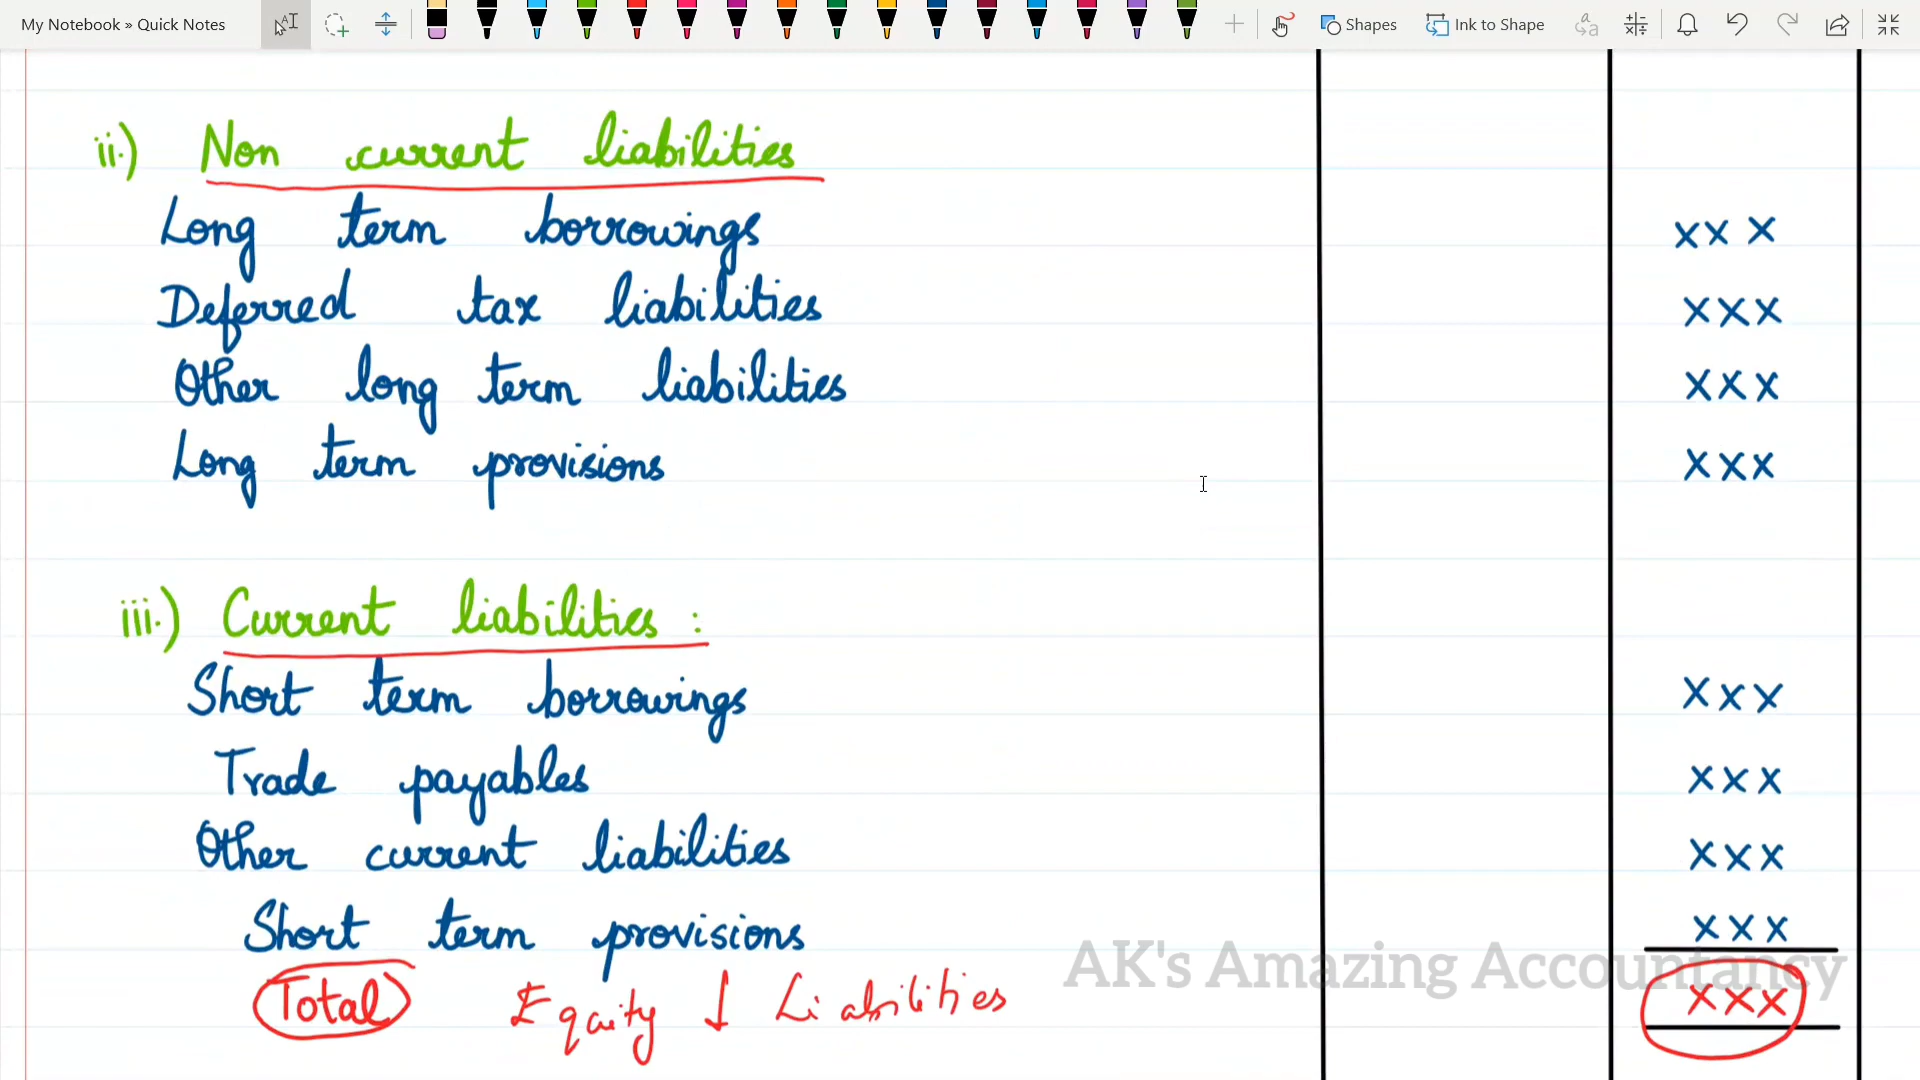 My Notebook » Quick Notes
Shapes
Ink to Shape
ii.) Non current liabilities
Long term borrowings xxx
Deferred tax liabilities xxx
Other long term liabilities xxx
Long term provisions xxx
iii.) Current liabilities :
Short term borrowings xxx
Trade payables xxx
Other current liabilities xxx
Short term provisions xxx
AK's Amazing Accountancy
Total Equity & Liabilities xxx